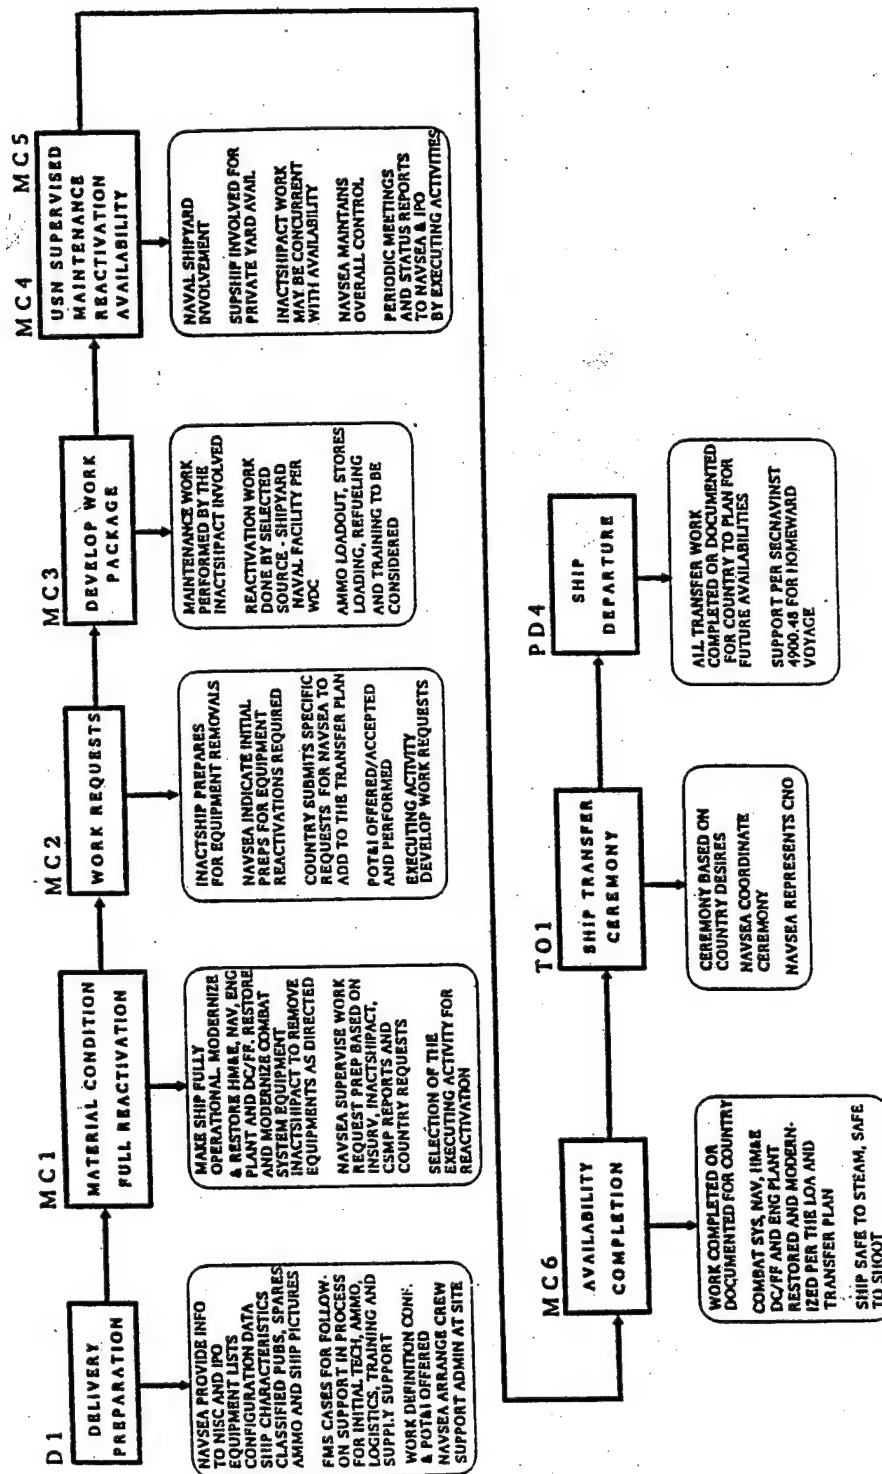 D1
DELIVERY
PREPARATION
NAVSEA PROVIDE INFO
TO NISC AND IPO
EQUIPMENT LISTS
CONFIGURATION DATA
SHIP CHARACTERISTICS
CLASSIFIED PUBS, SPARES
AMMO AND SHIP PICTURES
FMS CASES FOR FOLLOW-
ON SUPPORT IN PROCESS
FOR INITIAL TECH, AMMO,
LOGISTICS, TRAINING AND
SUPPLY SUPPORT
WORK DEFINITION CONF.
& POT&I OFFERED
NAVSEA ARRANGE CREW
SUPPORT ADMIN AT SITE
MC1
MATERIAL CONDITION
FULL REACTIVATION
MAKE SHIP FULLY
OPERATIONAL. MODERNIZE
& RESTORE HM&E, NAV, ENG
PLANT AND DC/FF. RESTORE
AND MODERNIZE COMBAT
SYSTEM EQUIPMENT
INACTSHIPACT TO REMOVE
EQUIPMENTS AS DIRECTED
NAVSEA SUPERVISE WORK
REQUEST PREP BASED ON
INSURV, INACTSHIPACT,
CSMP REPORTS AND
COUNTRY REQUESTS
SELECTION OF THE
EXECUTING ACTIVITY FOR
REACTIVATION
MC2
WORK REQUESTS
INACTSHIP PREPARES
FOR EQUIPMENT REMOVALS
NAVSEA INDICATE INITIAL
PREPS FOR EQUIPMENT
REACTIVATIONS REQUIRED
COUNTRY SUBMITS SPECIFIC
REQUESTS FOR NAVSEA TO
ADD TO THE TRANSFER PLAN
POT&I OFFERED/ACCEPTED
AND PERFORMED
EXECUTING ACTIVITY
DEVELOP WORK REQUESTS
MC3
DEVELOP WORK
PACKAGE
MAINTENANCE WORK
PERFORMED BY THE
INACTSHIPACT INVOLVED
REACTIVATION WORK
DONE BY SELECTED
SOURCE - SHIPYARD
NAVAL FACILITY PER
WDC
AMMO LOADOUT, STORES
LOADING, REFUELING
AND TRAINING TO BE
CONSIDERED
MC4 MC5
USN SUPERVISED
MAINTENANCE
REACTIVATION
AVAILABILITY
NAVAL SHIPYARD
INVOLVEMENT
SUPSHIP INVOLVED FOR
PRIVATE YARD AVAIL.
INACTSHIPACT WORK
MAY BE CONCURRENT
WITH AVAILABILITY
NAVSEA MAINTAINS
OVERALL CONTROL
PERIODIC MEETINGS
AND STATUS REPORTS
TO NAVSEA & IPO
BY EXECUTING ACTIVITIES
MC6
AVAILABILITY
COMPLETION
WORK COMPLETED OR
DOCUMENTED FOR COUNTRY
COMBAT SYS, NAV, HM&E
DC/FF AND ENG PLANT
RESTORED AND MODERN-
IZED PER THE LOA AND
TRANSFER PLAN
SHIP SAFE TO STEAM, SAFE
TO SHOOT
TO1
SHIP TRANSFER
CEREMONY
CEREMONY BASED ON
COUNTRY DESIRES
NAVSEA COORDINATE
CEREMONY
NAVSEA REPRESENTS CNO
PD4
SHIP
DEPARTURE
ALL TRANSFER WORK
COMPLETED OR DOCUMENTED
FOR COUNTRY TO PLAN FOR
FUTURE AVAILABILITIES
SUPPORT PER SECNAVINST
4900.48 FOR HOMEWARD
VOYAGE